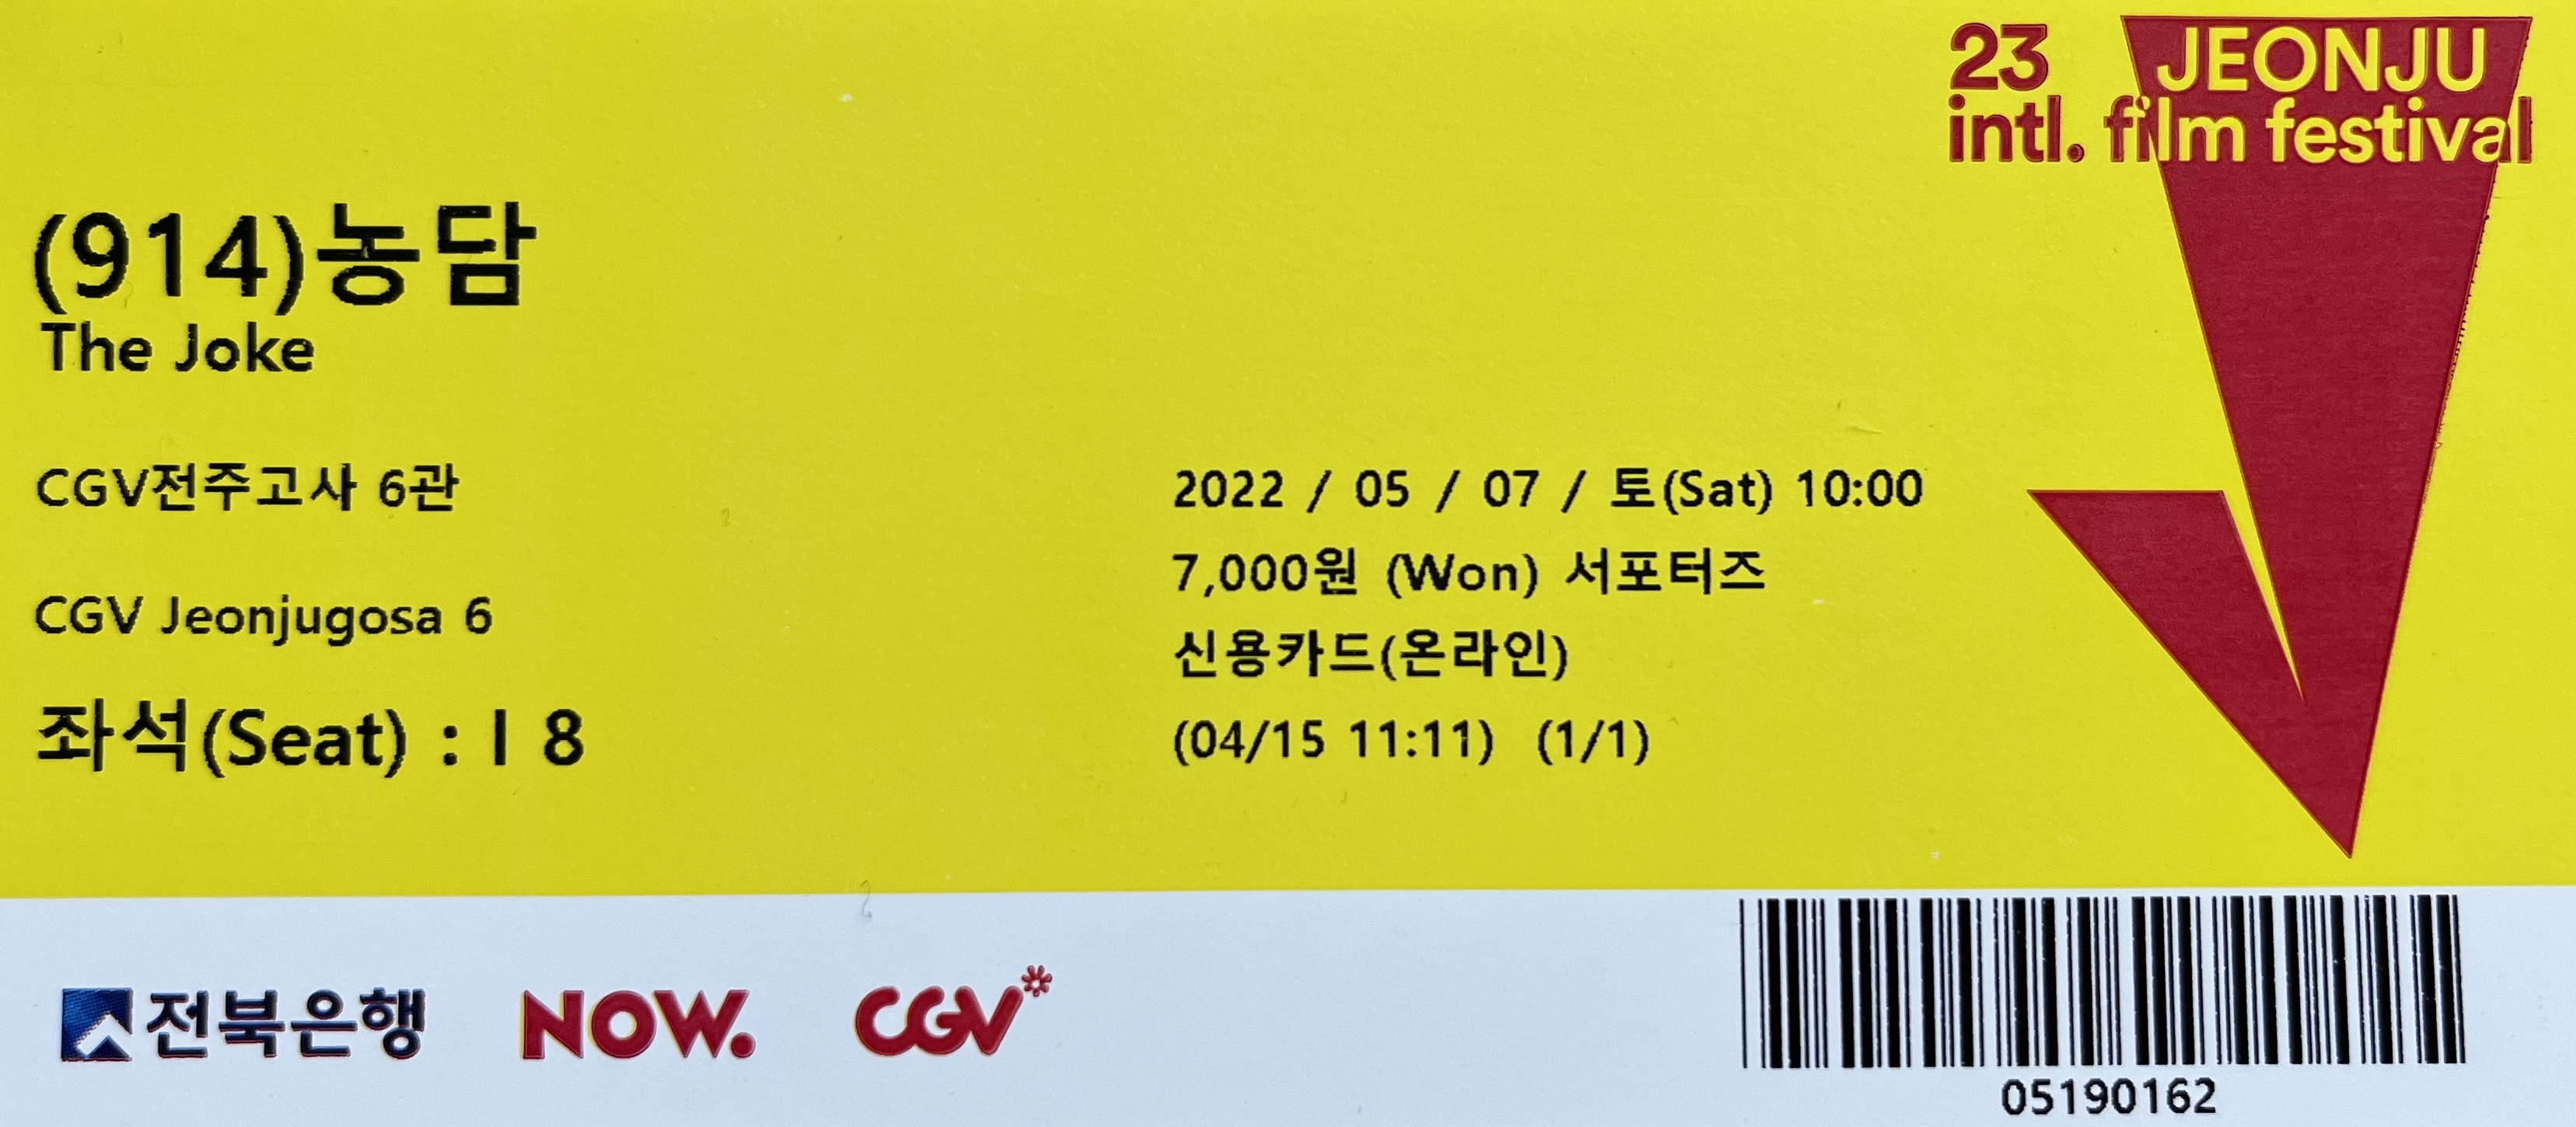 23 JEONJU
intl. film festival
(914)농담
The Joke
CGV전주고사 6관
CGV Jeonjugosa 6
좌석(Seat) : I 8
2022 / 05 / 07 / 토(Sat) 10:00
7,000원 (Won) 서포터즈
신용카드(온라인)
(04/15 11:11) (1/1)
전북은행 NOW. CGV
05190162